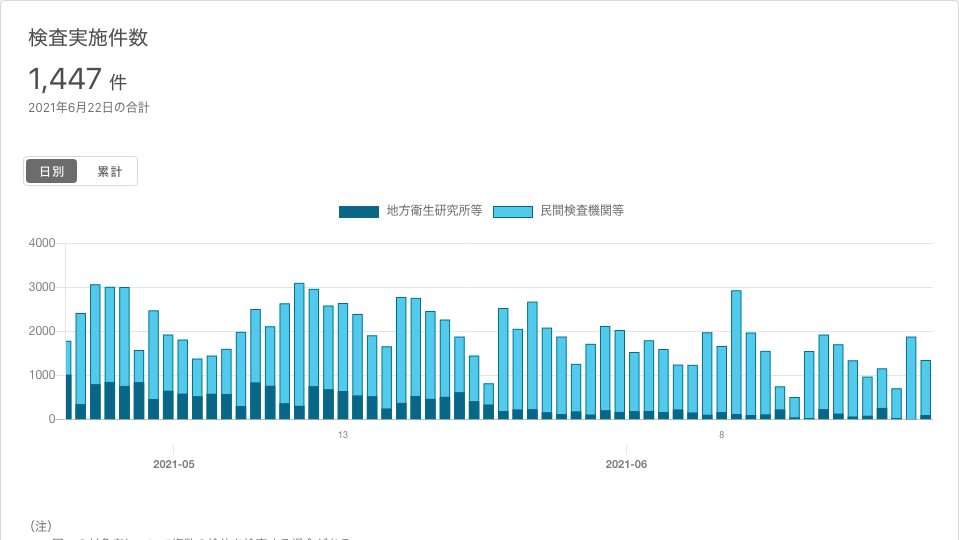 検査実施件数
1,447 件
2021年6月22日の合計
日別 累計
地方衛生研究所等 民間検査機関等
4000
3000
2000
1000
0
13 8
2021-05 2021-06
（注）